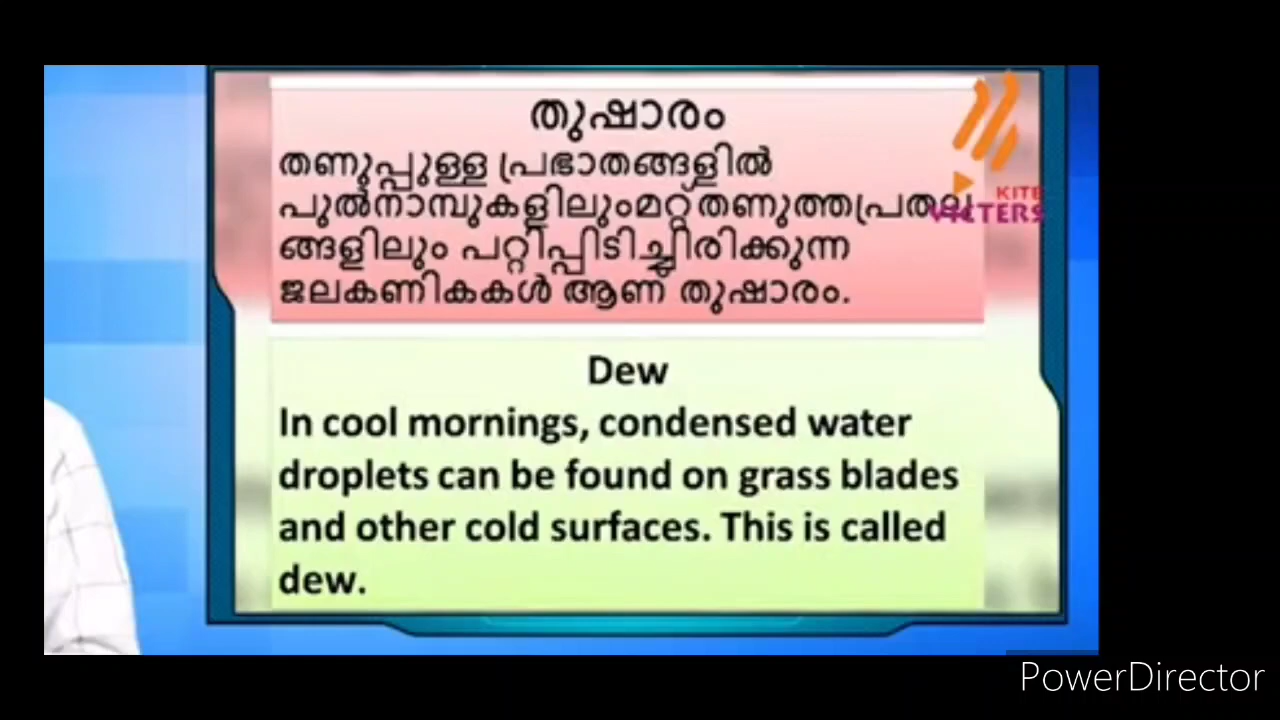 തുഷാരം
തണുപ്പുള്ള പ്രഭാതങ്ങളിൽ
പുൽനാമ്പുകളിലുംമറ്റ് തണുത്തപ്രതല
ങ്ങളിലും പറ്റിപ്പിടിച്ചിരിക്കുന്ന
ജലകണികകൾ ആണ് തുഷാരം.
KITE
VICTERS
Dew
In cool mornings, condensed water
droplets can be found on grass blades
and other cold surfaces. This is called
dew.
PowerDirector